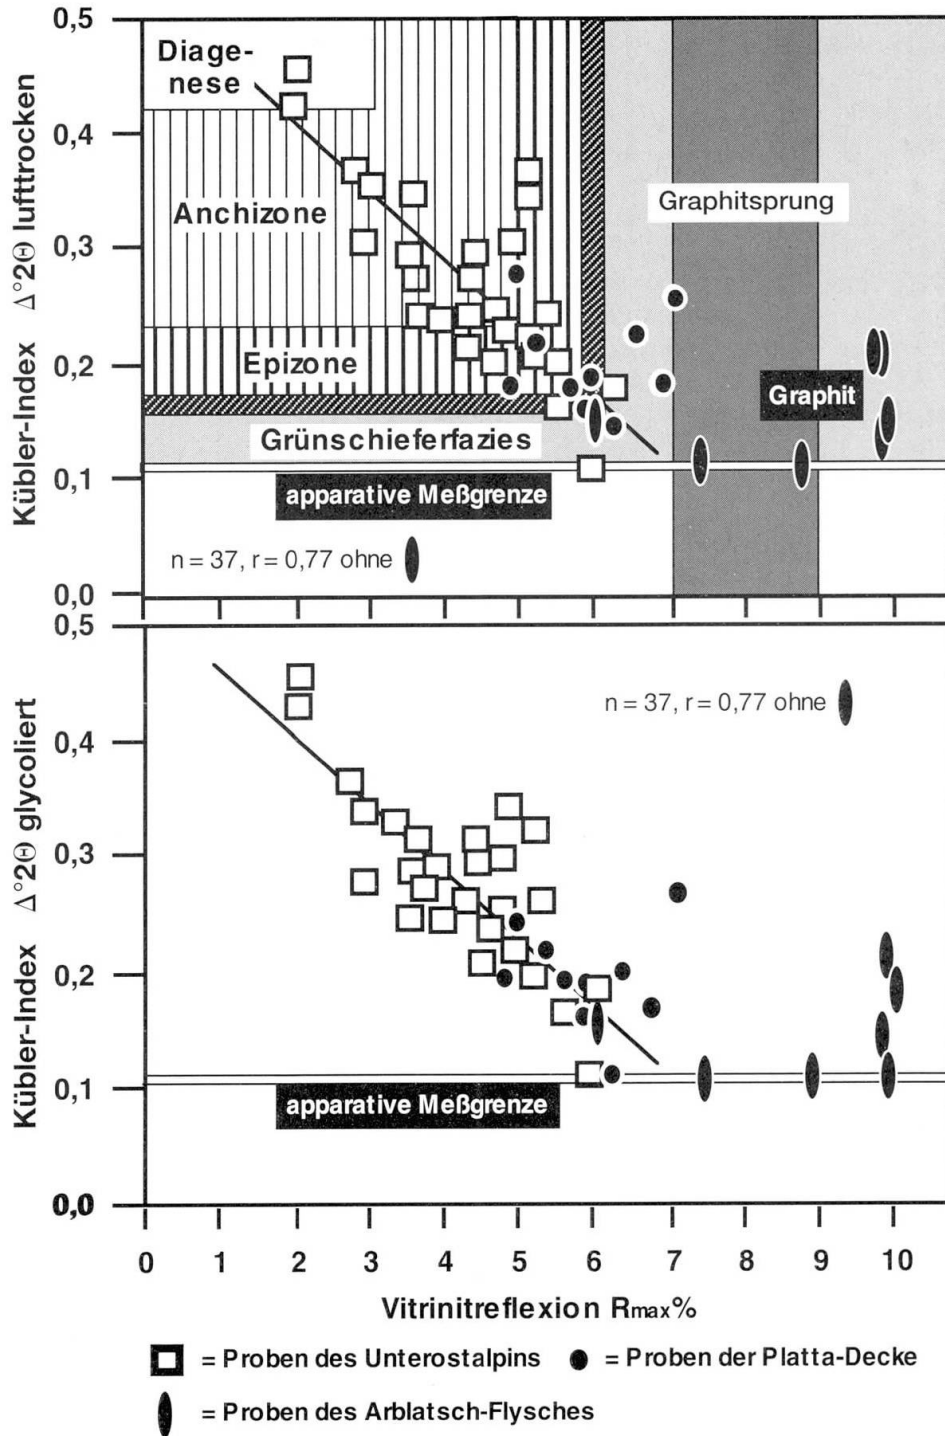 0,5
Diage-
nese
0,4
Anchizone
Graphitsprung
0,3
Epizone
0,2
Graphit
Grünschieferfazies
0,1
apparative Meßgrenze
n = 37, r = 0,77 ohne
0,0
Kübler-Index Δ°2Θ lufttrocken
0,5
n = 37, r = 0,77 ohne
0,4
0,3
0,2
0,1
apparative Meßgrenze
0,0
Kübler-Index Δ°2Θ glycoliert
0 1 2 3 4 5 6 7 8 9 10
Vitrinitreflexion Rmax%
= Proben des Unterostalpins = Proben der Platta-Decke
= Proben des Arblatsch-Flysches